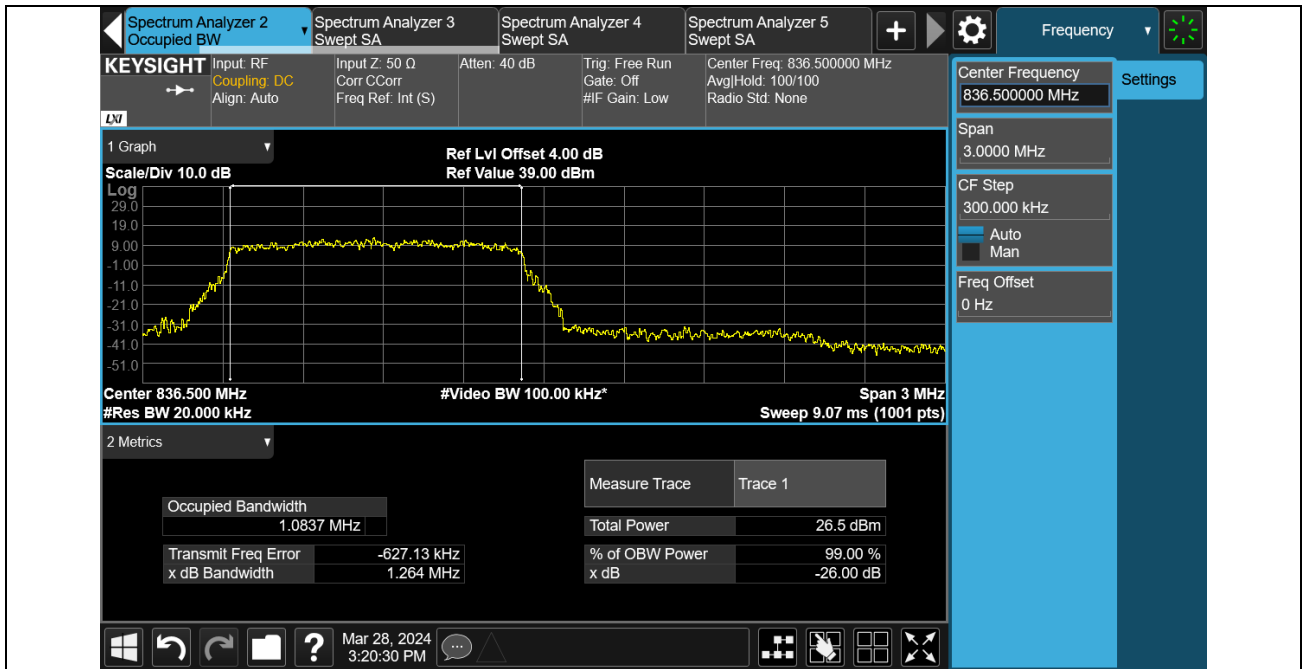 Spectrum Analyzer 2
Occupied BW
Spectrum Analyzer 3
Swept SA
Spectrum Analyzer 4
Swept SA
Spectrum Analyzer 5
Swept SA
+
Frequency
KEYSIGHT
LXI
Input: RF
Coupling: DC
Align: Auto
Input Z: 50 Ω
Corr CCorr
Freq Ref: Int (S)
Atten: 40 dB
Trig: Free Run
Gate: Off
#IF Gain: Low
Center Freq: 836.500000 MHz
Avg|Hold: 100/100
Radio Std: None
Center Frequency
836.500000 MHz
Settings
Span
3.0000 MHz
CF Step
300.000 kHz
Auto
Man
Freq Offset
0 Hz
1 Graph
Scale/Div 10.0 dB
Ref Lvl Offset 4.00 dB
Ref Value 39.00 dBm
Log
29.0
19.0
9.00
-1.00
-11.0
-21.0
-31.0
-41.0
-51.0
Center 836.500 MHz
#Video BW 100.00 kHz*
Span 3 MHz
#Res BW 20.000 kHz
Sweep 9.07 ms (1001 pts)
2 Metrics
Measure Trace
Trace 1
Occupied Bandwidth
1.0837 MHz
Total Power
26.5 dBm
Transmit Freq Error
-627.13 kHz
% of OBW Power
99.00 %
x dB Bandwidth
1.264 MHz
x dB
-26.00 dB
?
Mar 28, 2024
3:20:30 PM